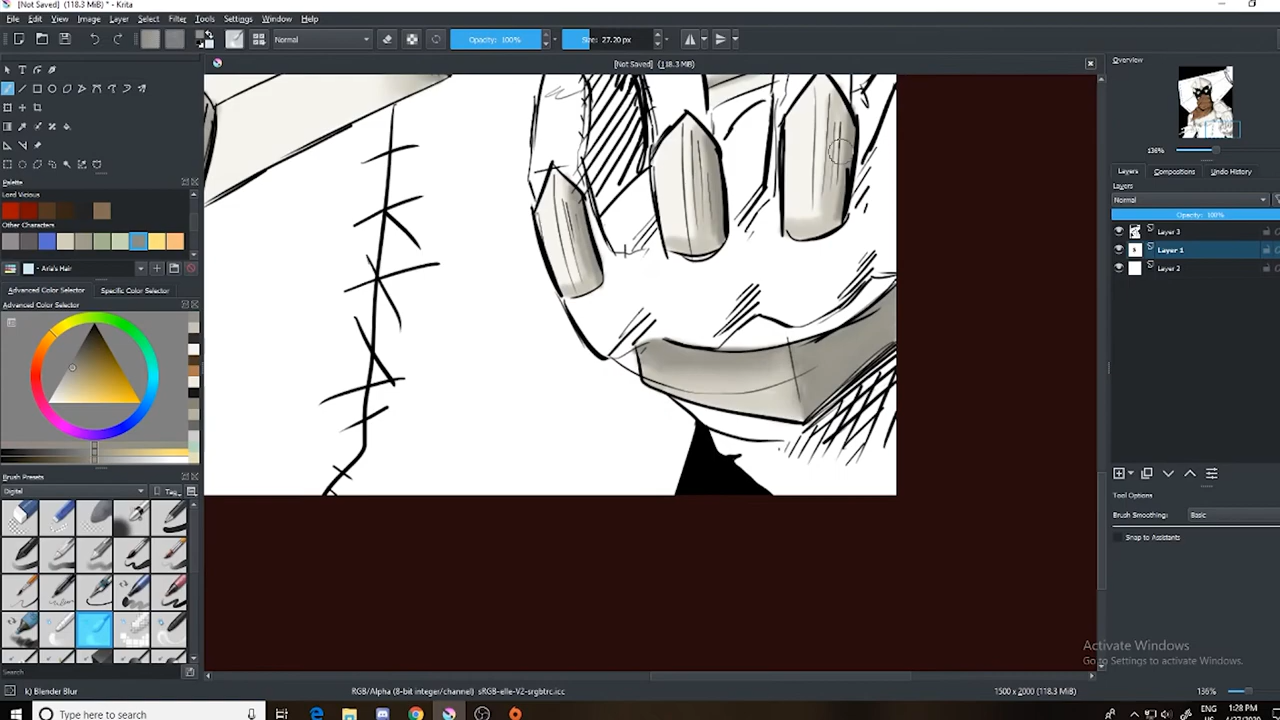 [Not Saved] (118.3 MiB) * - Krita
File Edit View Image Layer Select Filter Tools Settings Window Help
Normal Opacity: 100% Size: 27.20 px
[Not Saved] (118.3 MiB)
Overview
136%
Layers Compositions Undo History
Layers
Normal
Opacity: 100%
Layer 3
Layer 1
Layer 2
Tool Options
Brush Smoothing: Basic
Snap to Assistants
Palette
Lord Vicious
Other Characters
Aria's Hair
Advanced Color Selector Specific Color Selector
Advanced Color Selector
Brush Presets
Digital Tag
Search
Activate Windows
Go to Settings to activate Windows.
k) Blender Blur RGB/Alpha (8-bit integer/channel) sRGB-elle-V2-srgbtrc.icc 1500 x 2000 (118.3 MiB) 136%
Type here to search
ENG 1:28 PM